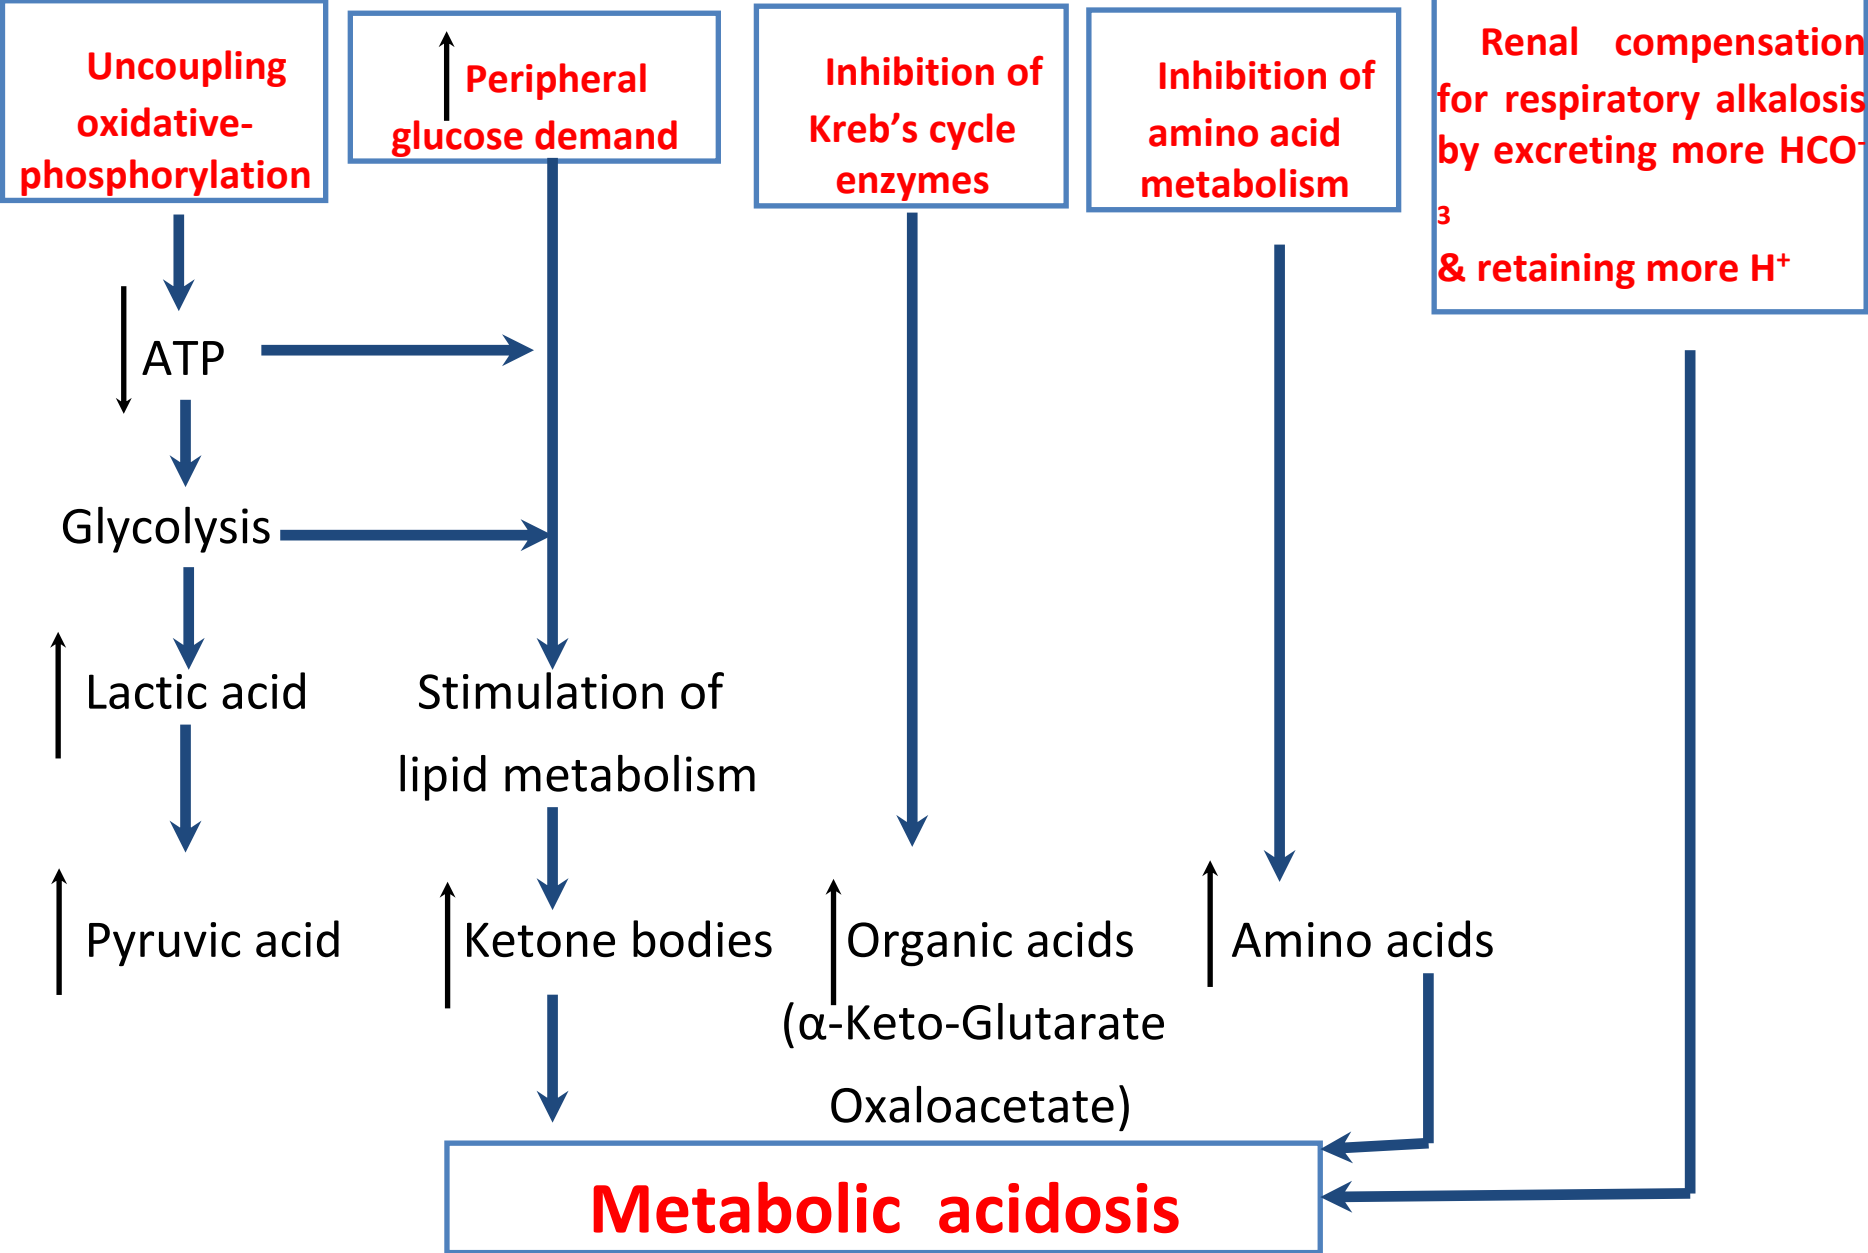 Uncoupling
oxidative-
phosphorylation
Peripheral
glucose demand
Inhibition of
Kreb’s cycle
enzymes
Inhibition of
amino acid
metabolism
Renal compensation
for respiratory alkalosis
by excreting more HCO-
3
& retaining more H+
ATP
Glycolysis
Lactic acid
Stimulation of
lipid metabolism
Pyruvic acid
Ketone bodies
Organic acids
(α-Keto-Glutarate
Oxaloacetate)
Amino acids
Metabolic acidosis